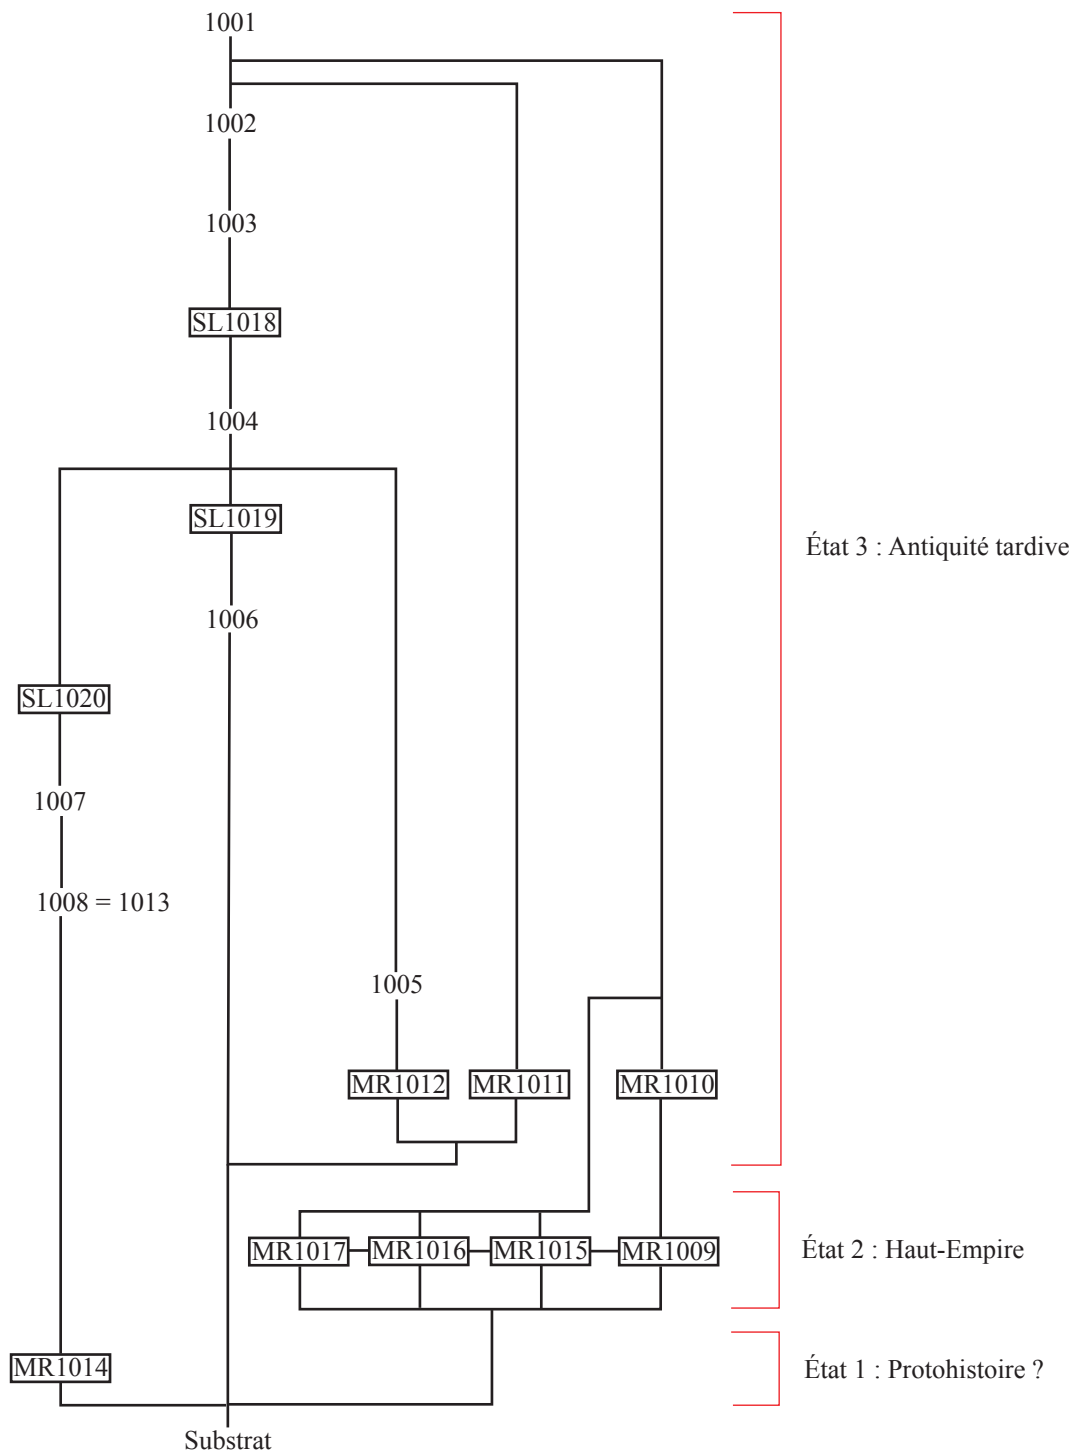 1001
1002
1003
SL1018
1004
SL1019
État 3 : Antiquité tardive
1006
SL1020
1007
1008 = 1013
1005
MR1012 MR1011 MR1010
MR1017 MR1016 MR1015 MR1009
État 2 : Haut-Empire
MR1014
État 1 : Protohistoire ?
Substrat